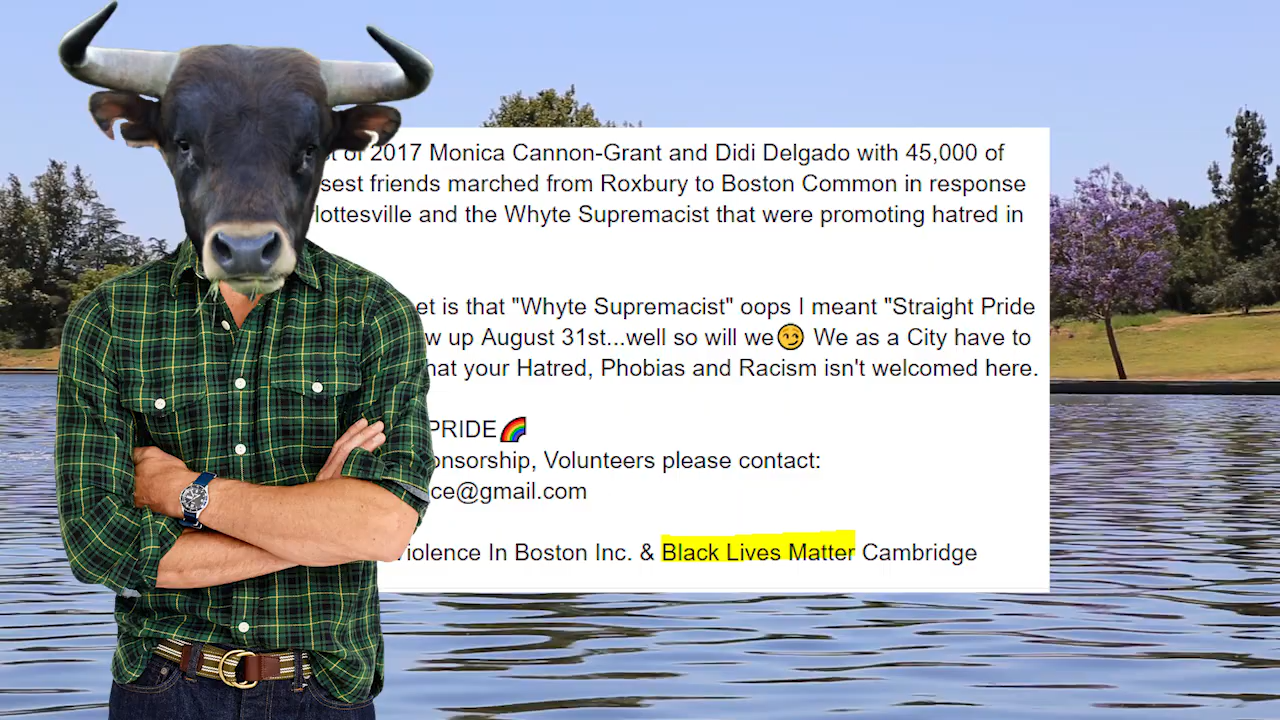 of 2017 Monica Cannon-Grant and Didi Delgado with 45,000 of
sest friends marched from Roxbury to Boston Common in response
lottesville and the Whyte Supremacist that were promoting hatred in
et is that "Whyte Supremacist" oops I meant "Straight Pride
w up August 31st...well so will we😏 We as a City have to
hat your Hatred, Phobias and Racism isn't welcomed here.
PRIDE🌈
onsorship, Volunteers please contact:
ce@gmail.com
Violence In Boston Inc. & Black Lives Matter Cambridge